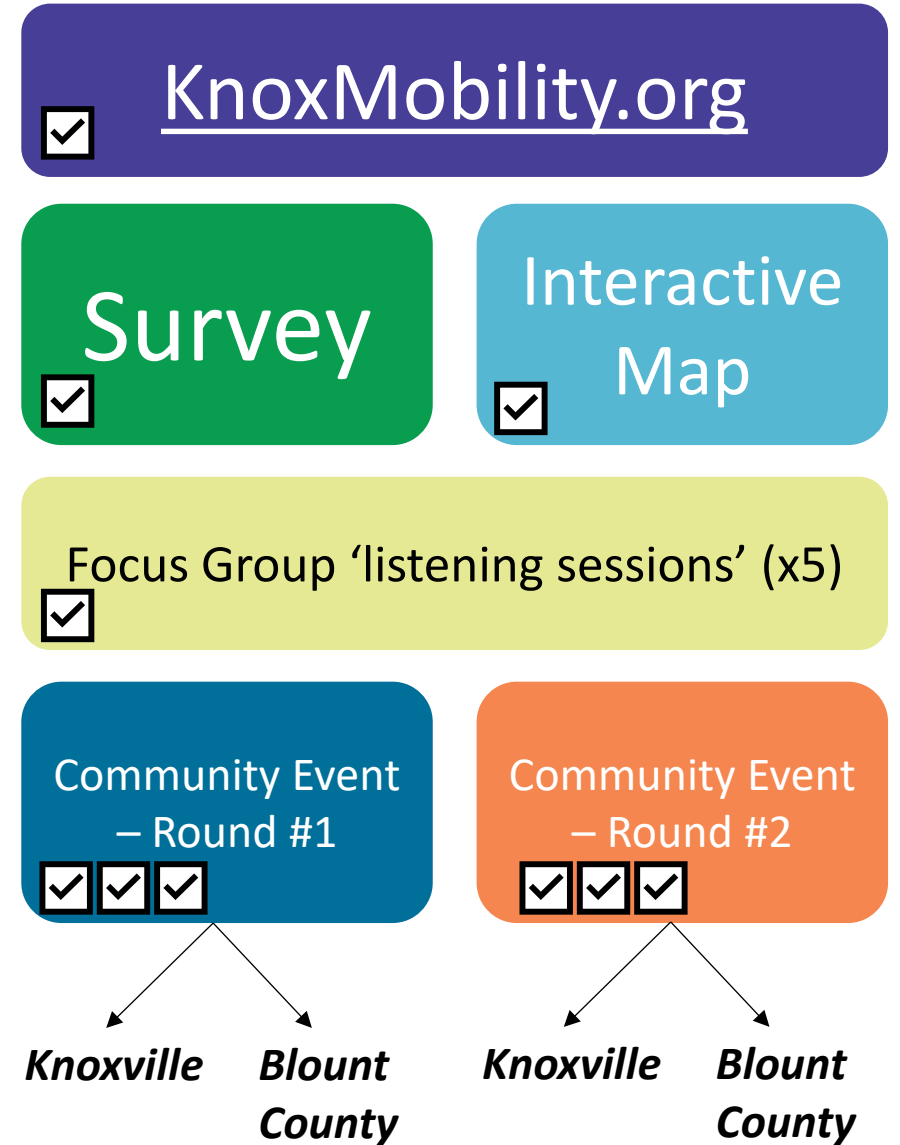 KnoxMobility.org
Survey
Interactive
Map
Focus Group ‘listening sessions’ (x5)
Community Event
– Round #1
Community Event
– Round #2
Knoxville
Blount
County
Knoxville
Blount
County